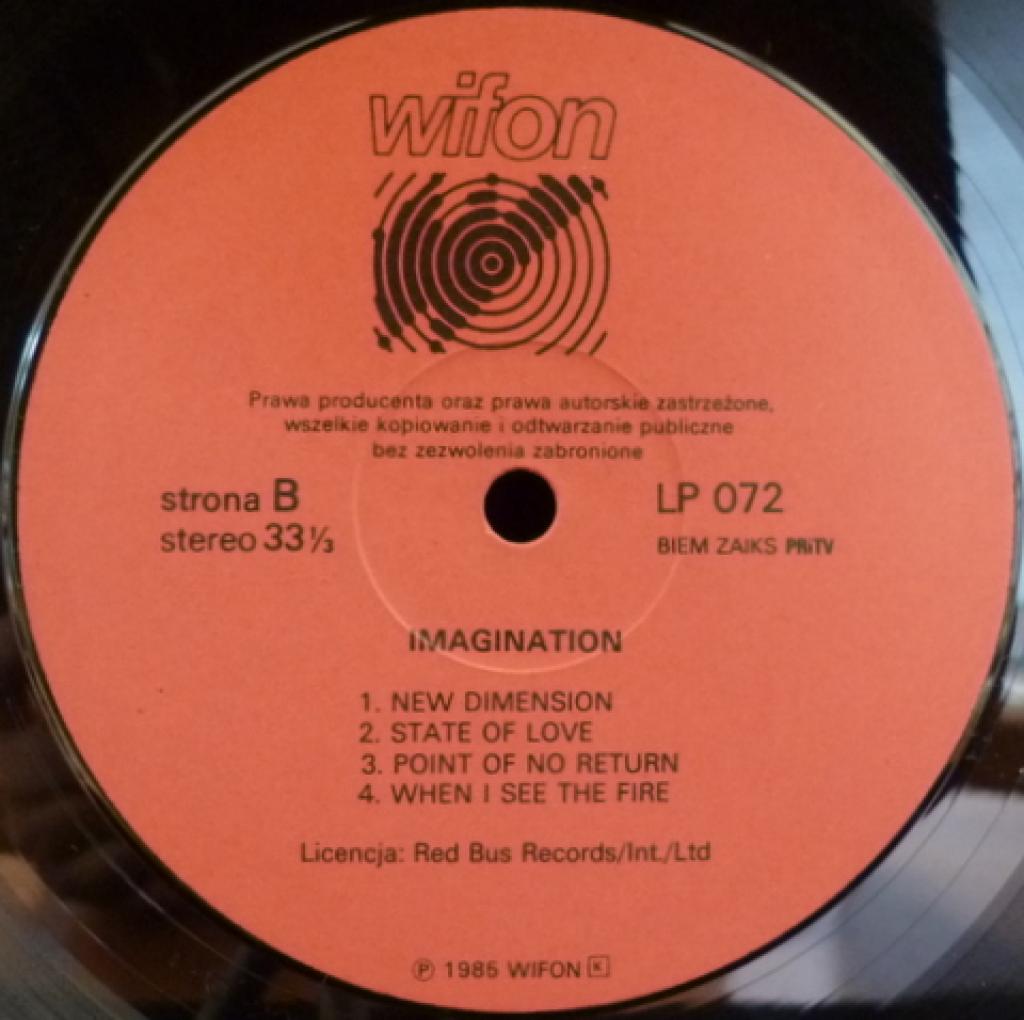 wifon
Prawa producenta oraz prawa autorskie zastrzeżone,
wszelkie kopiowanie i odtwarzanie publiczne
bez zezwolenia zabronione
strona B
stereo 33⅓
LP 072
BIEM ZAIKS PRiTV
IMAGINATION
1. NEW DIMENSION
2. STATE OF LOVE
3. POINT OF NO RETURN
4. WHEN I SEE THE FIRE
Licencja: Red Bus Records/Int./Ltd
Ⓟ 1985 WIFON K